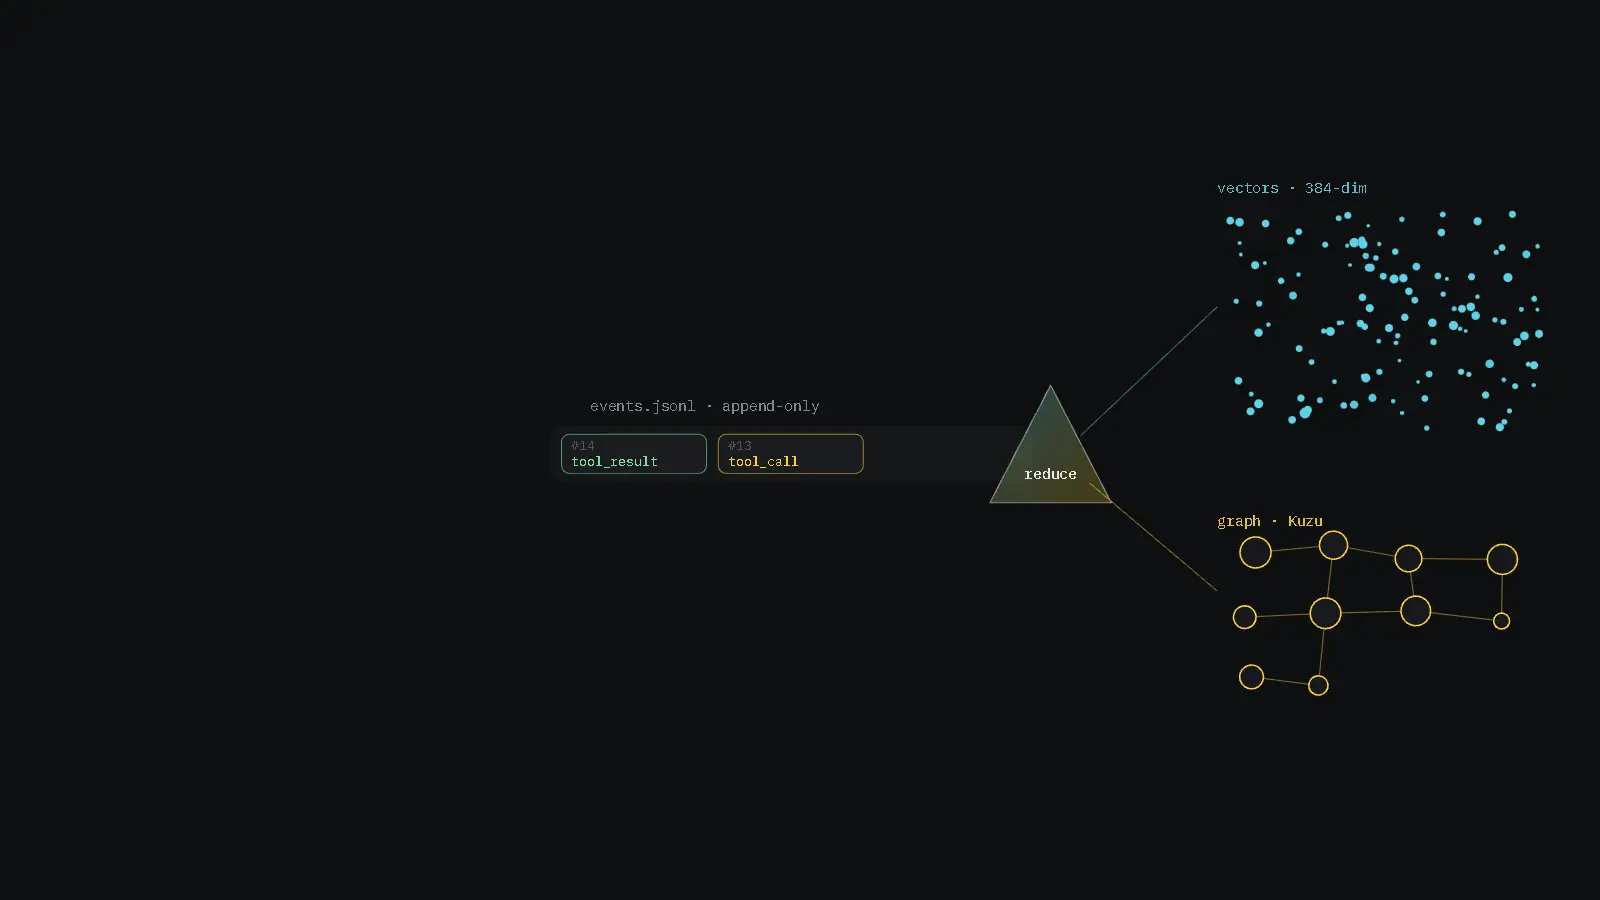 vectors · 384-dim
events.jsonl · append-only
#14
tool_result
#13
tool_call
reduce
graph · Kuzu